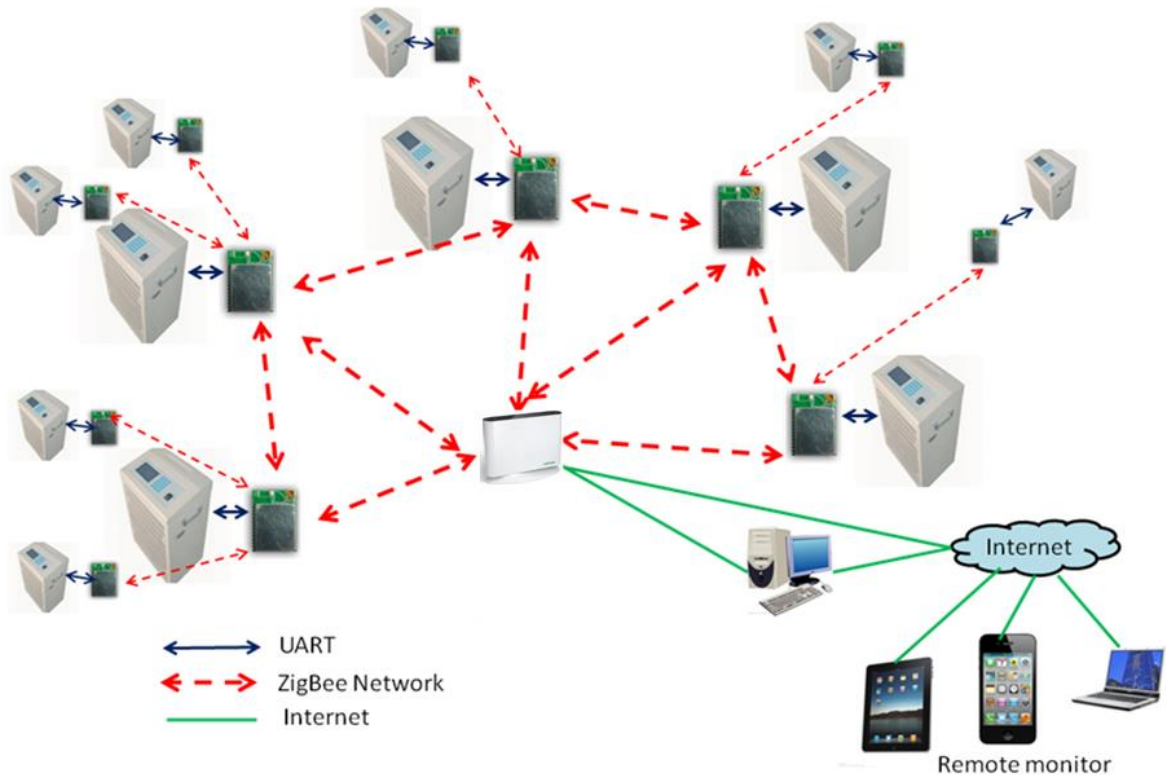 Internet
UART
ZigBee Network
Internet
Remote monitor